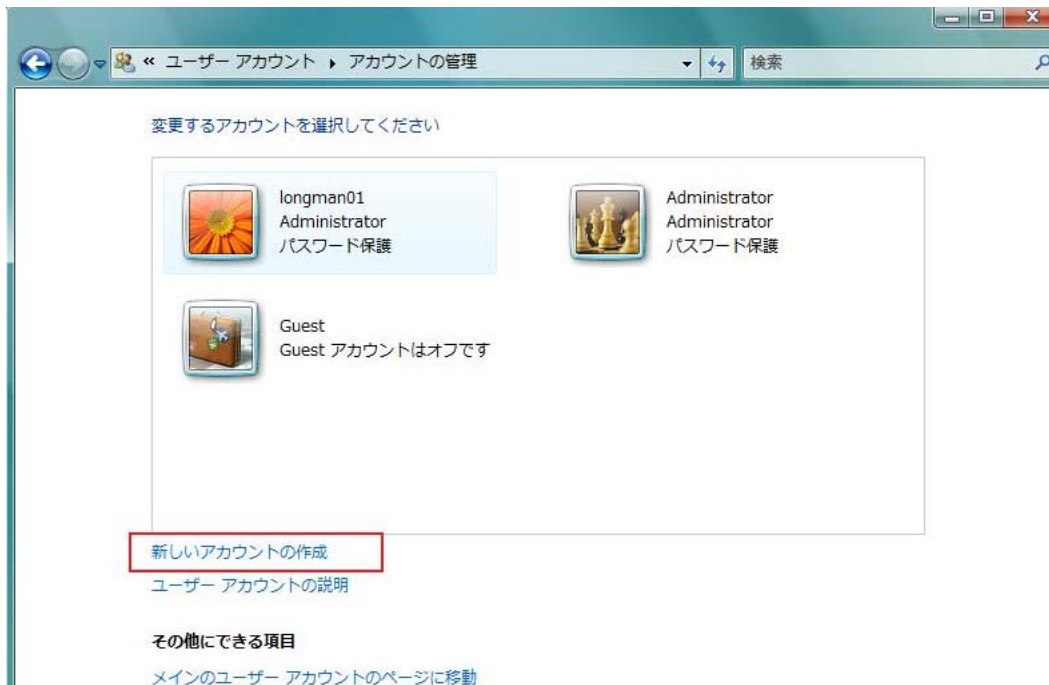 « ユーザー アカウント ▸ アカウントの管理
検索
変更するアカウントを選択してください
longman01
Administrator
パスワード保護
Administrator
Administrator
パスワード保護
Guest
Guest アカウントはオフです
新しいアカウントの作成
ユーザー アカウントの説明
その他にできる項目
メインのユーザー アカウントのページに移動